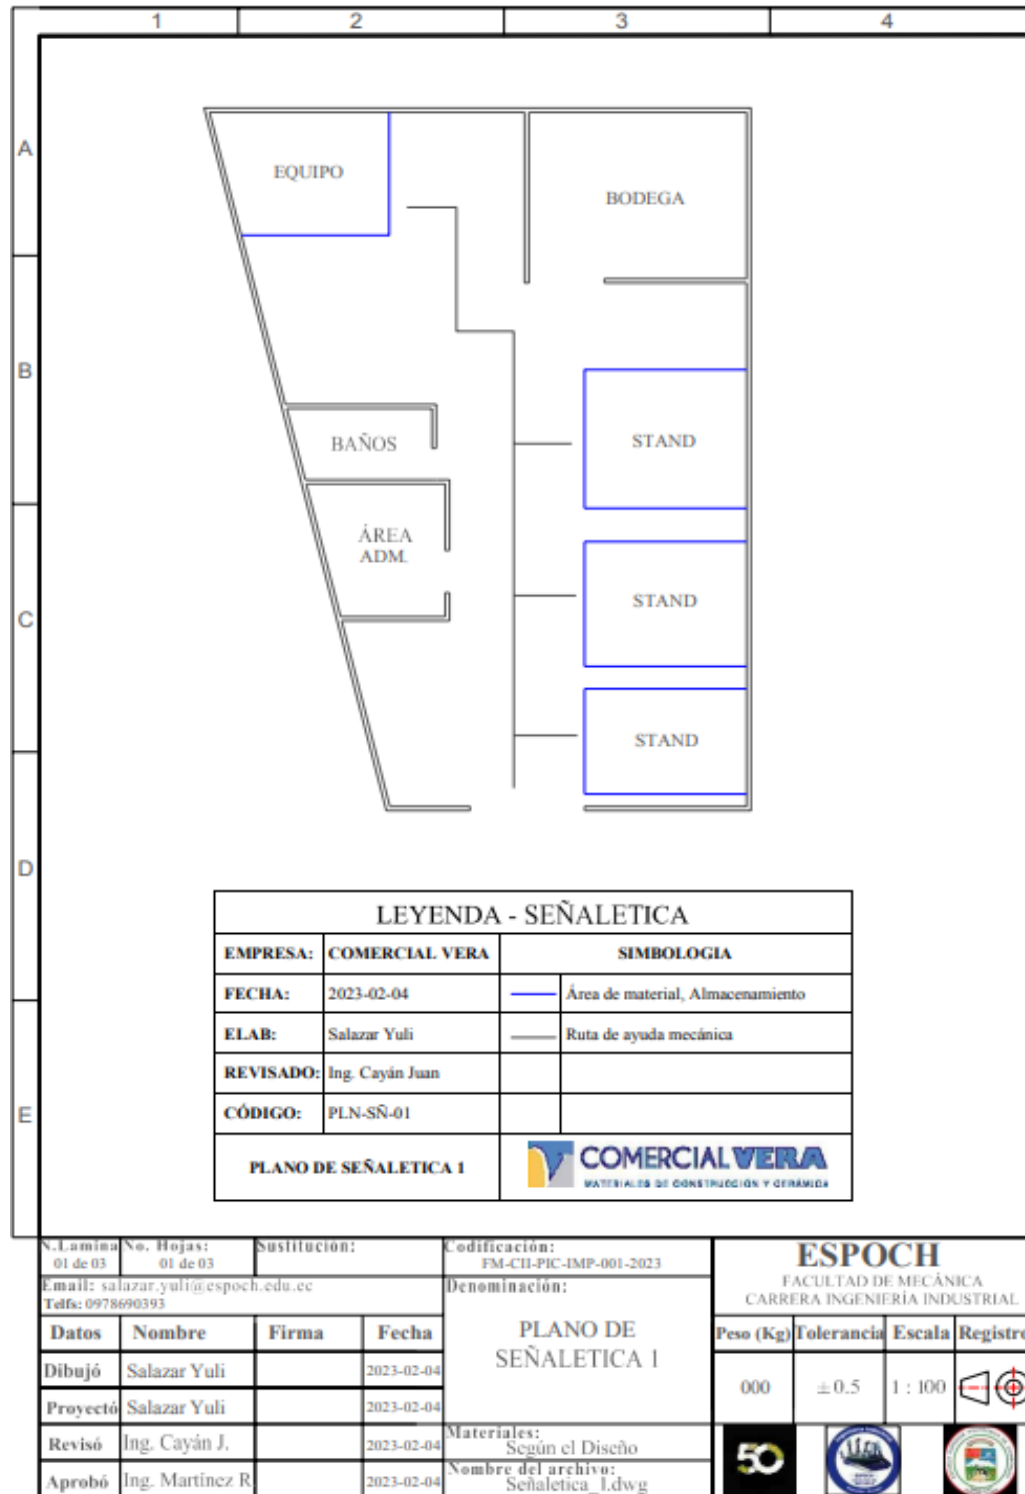 1 2 3 4
A
B
C
D
E
EQUIPO
BODEGA
BAÑOS
STAND
ÁREA
ADM.
STAND
STAND
LEYENDA - SEÑALETICA
EMPRESA: COMERCIAL VERA SIMBOLOGIA
FECHA: 2023-02-04 Área de material, Almacenamiento
ELAB: Salazar Yuli Ruta de ayuda mecánica
REVISADO: Ing. Cayán Juan
CÓDIGO: PLN-SÑ-01
PLANO DE SEÑALETICA 1
COMERCIAL VERA
MATERIALES DE CONSTRUCCIÓN Y CERÁMICA
N.Lamina No. Hojas: Sustitución: Codificación:
01 de 03 01 de 03 FM-CII-PIC-IMP-001-2023
Email: salazar.yuli@espoch.edu.ec
Telfs: 0978690393
Denominación:
PLANO DE
SEÑALETICA 1
ESPOCH
FACULTAD DE MECÁNICA
CARRERA INGENIERÍA INDUSTRIAL
Datos Nombre Firma Fecha
Dibujó Salazar Yuli 2023-02-04
Proyectó Salazar Yuli 2023-02-04
Revisó Ing. Cayán J. 2023-02-04
Aprobó Ing. Martínez R 2023-02-04
Materiales:
Según el Diseño
Nombre del archivo:
Señaletica_1.dwg
Peso (Kg) Tolerancia Escala Registro
000 ± 0.5 1 : 100
50